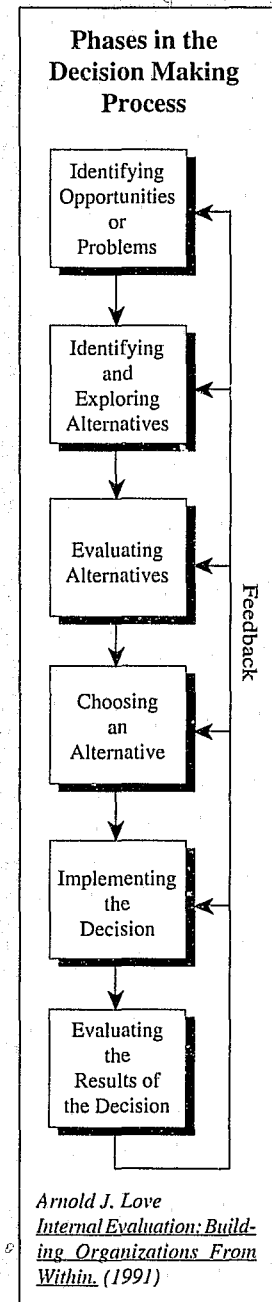 Phases in the
Decision Making
Process
Identifying
Opportunities
or
Problems
Identifying
and
Exploring
Alternatives
Evaluating
Alternatives
Choosing
an
Alternative
Implementing
the
Decision
Evaluating
the
Results of
the Decision
Feedback
Arnold J. Love
Internal Evaluation: Build-
ing Organizations From
Within. (1991)